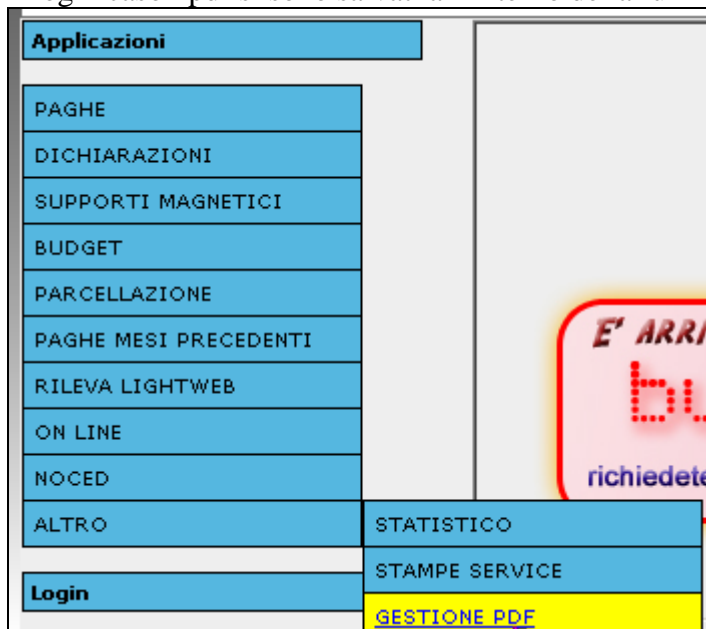 Applicazioni
PAGHE
DICHIARAZIONI
SUPPORTI MAGNETICI
BUDGET
PARCELLAZIONE
PAGHE MESI PRECEDENTI
RILEVA LIGHTWEB
ON LINE
NOCED
ALTRO
STATISTICO
STAMPE SERVICE
GESTIONE PDF
Login
E' ARRI
bu
richiedete